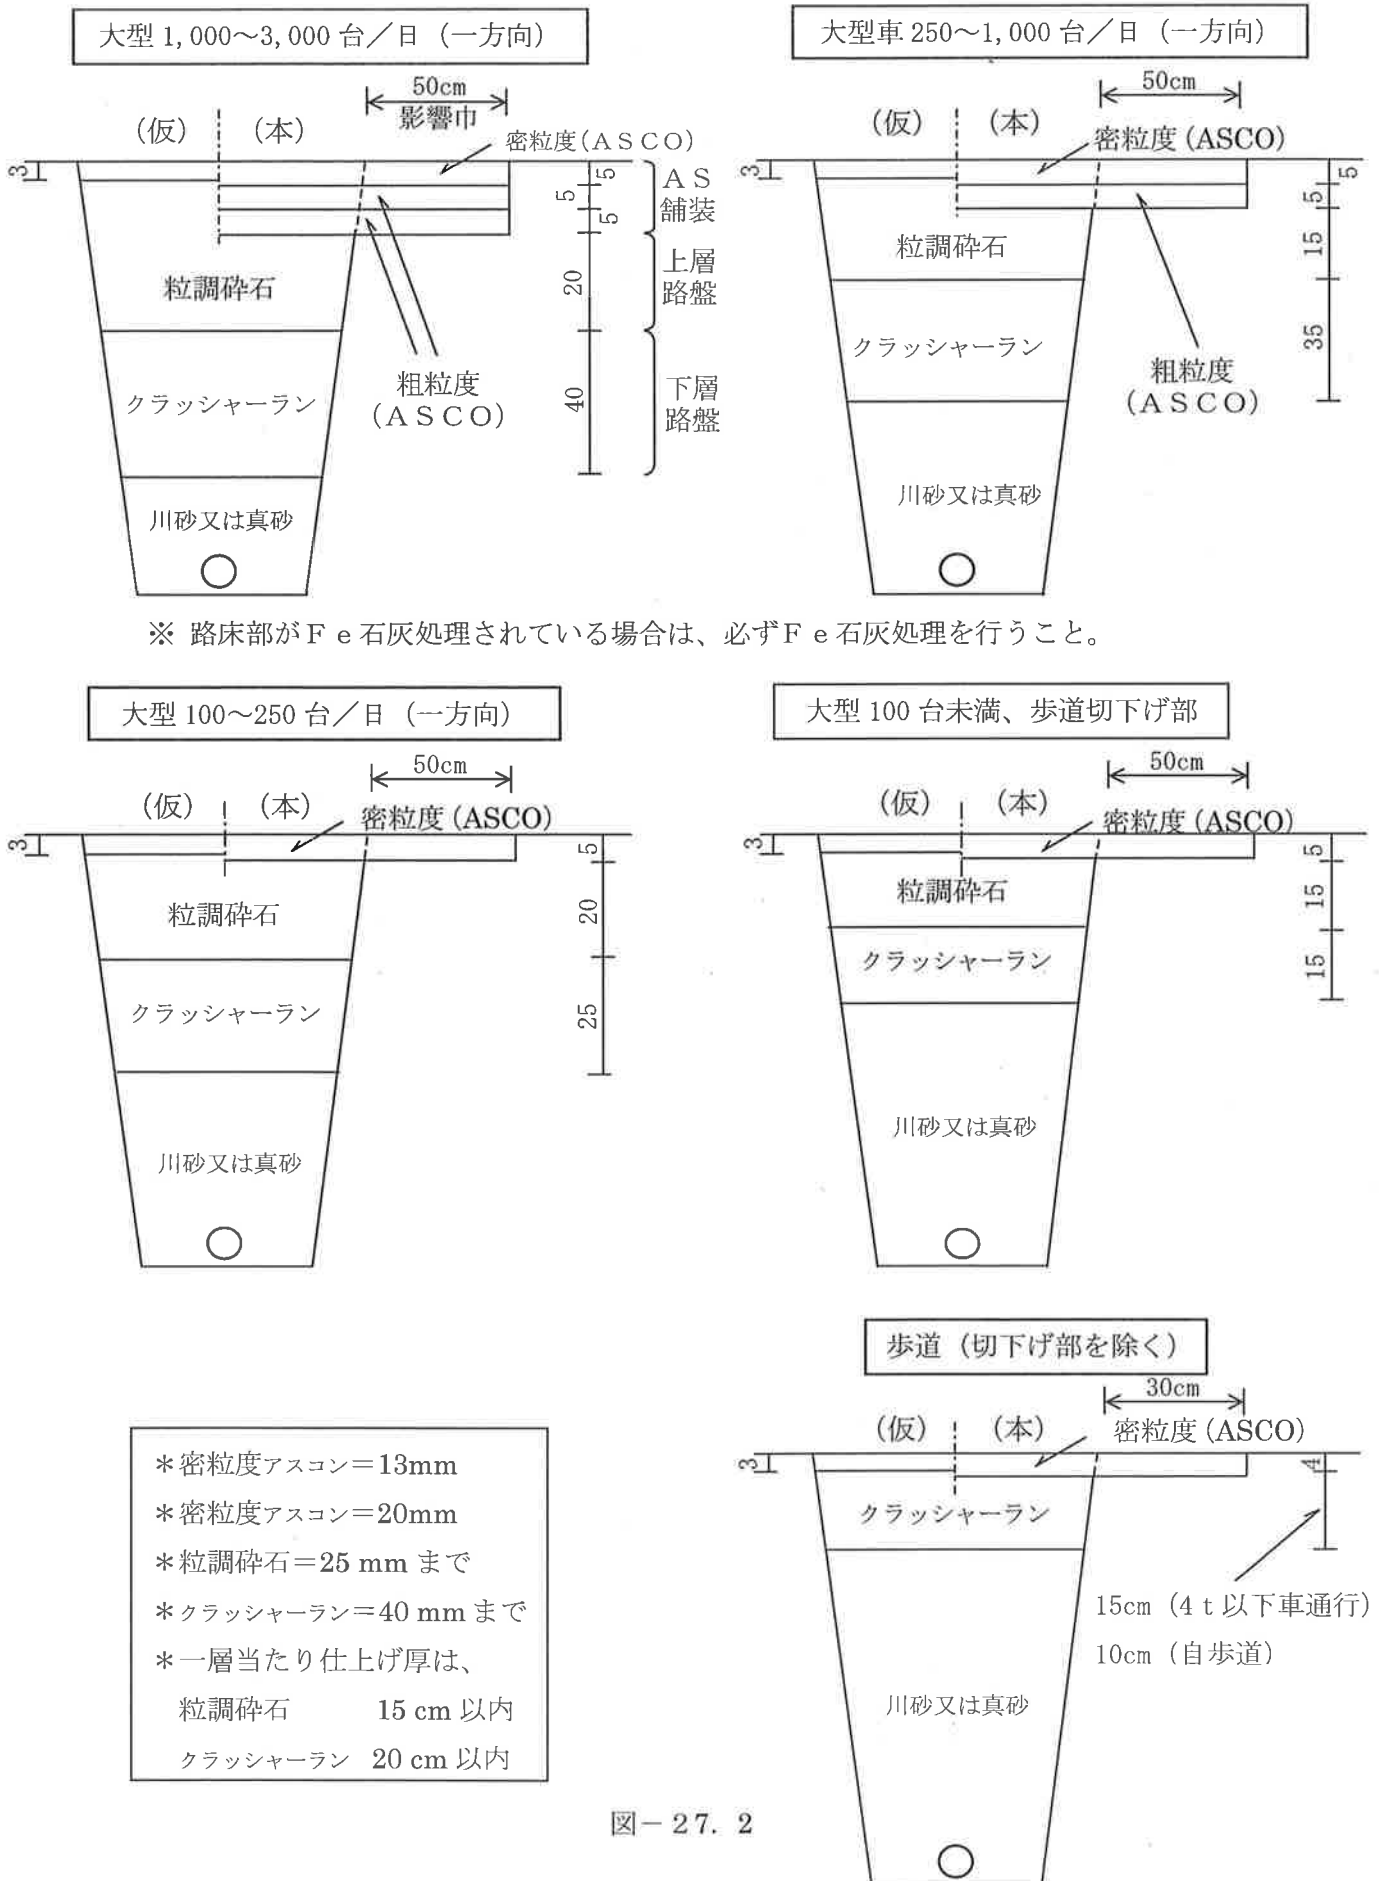 大型 1,000～3,000 台／日（一方向）
50cm
影響巾
（仮）
（本）
密粒度(ＡＳＣＯ)
3
5
5
5
20
40
ＡＳ
舗装
上層
路盤
下層
路盤
粒調砕石
クラッシャーラン
粗粒度
(ＡＳＣＯ)
川砂又は真砂
大型車 250～1,000 台／日（一方向）
50cm
（仮）
（本）
密粒度(ASCO)
3
5
5
15
35
粒調砕石
クラッシャーラン
粗粒度
(ＡＳＣＯ)
川砂又は真砂
※ 路床部がＦｅ石灰処理されている場合は、必ずＦｅ石灰処理を行うこと。
大型 100～250 台／日（一方向）
50cm
（仮）
（本）
密粒度(ASCO)
3
5
20
25
粒調砕石
クラッシャーラン
川砂又は真砂
大型 100 台未満、歩道切下げ部
50cm
（仮）
（本）
密粒度(ASCO)
3
5
15
15
粒調砕石
クラッシャーラン
川砂又は真砂
歩道（切下げ部を除く）
30cm
（仮）
（本）
密粒度(ASCO)
3
4
クラッシャーラン
15cm（4ｔ以下車通行）
10cm（自歩道）
川砂又は真砂
＊密粒度アスコン＝13mm
＊密粒度アスコン＝20mm
＊粒調砕石＝25 mm まで
＊クラッシャーラン＝40 mm まで
＊一層当たり仕上げ厚は、
粒調砕石 15 cm 以内
クラッシャーラン 20 cm 以内
図－27. 2